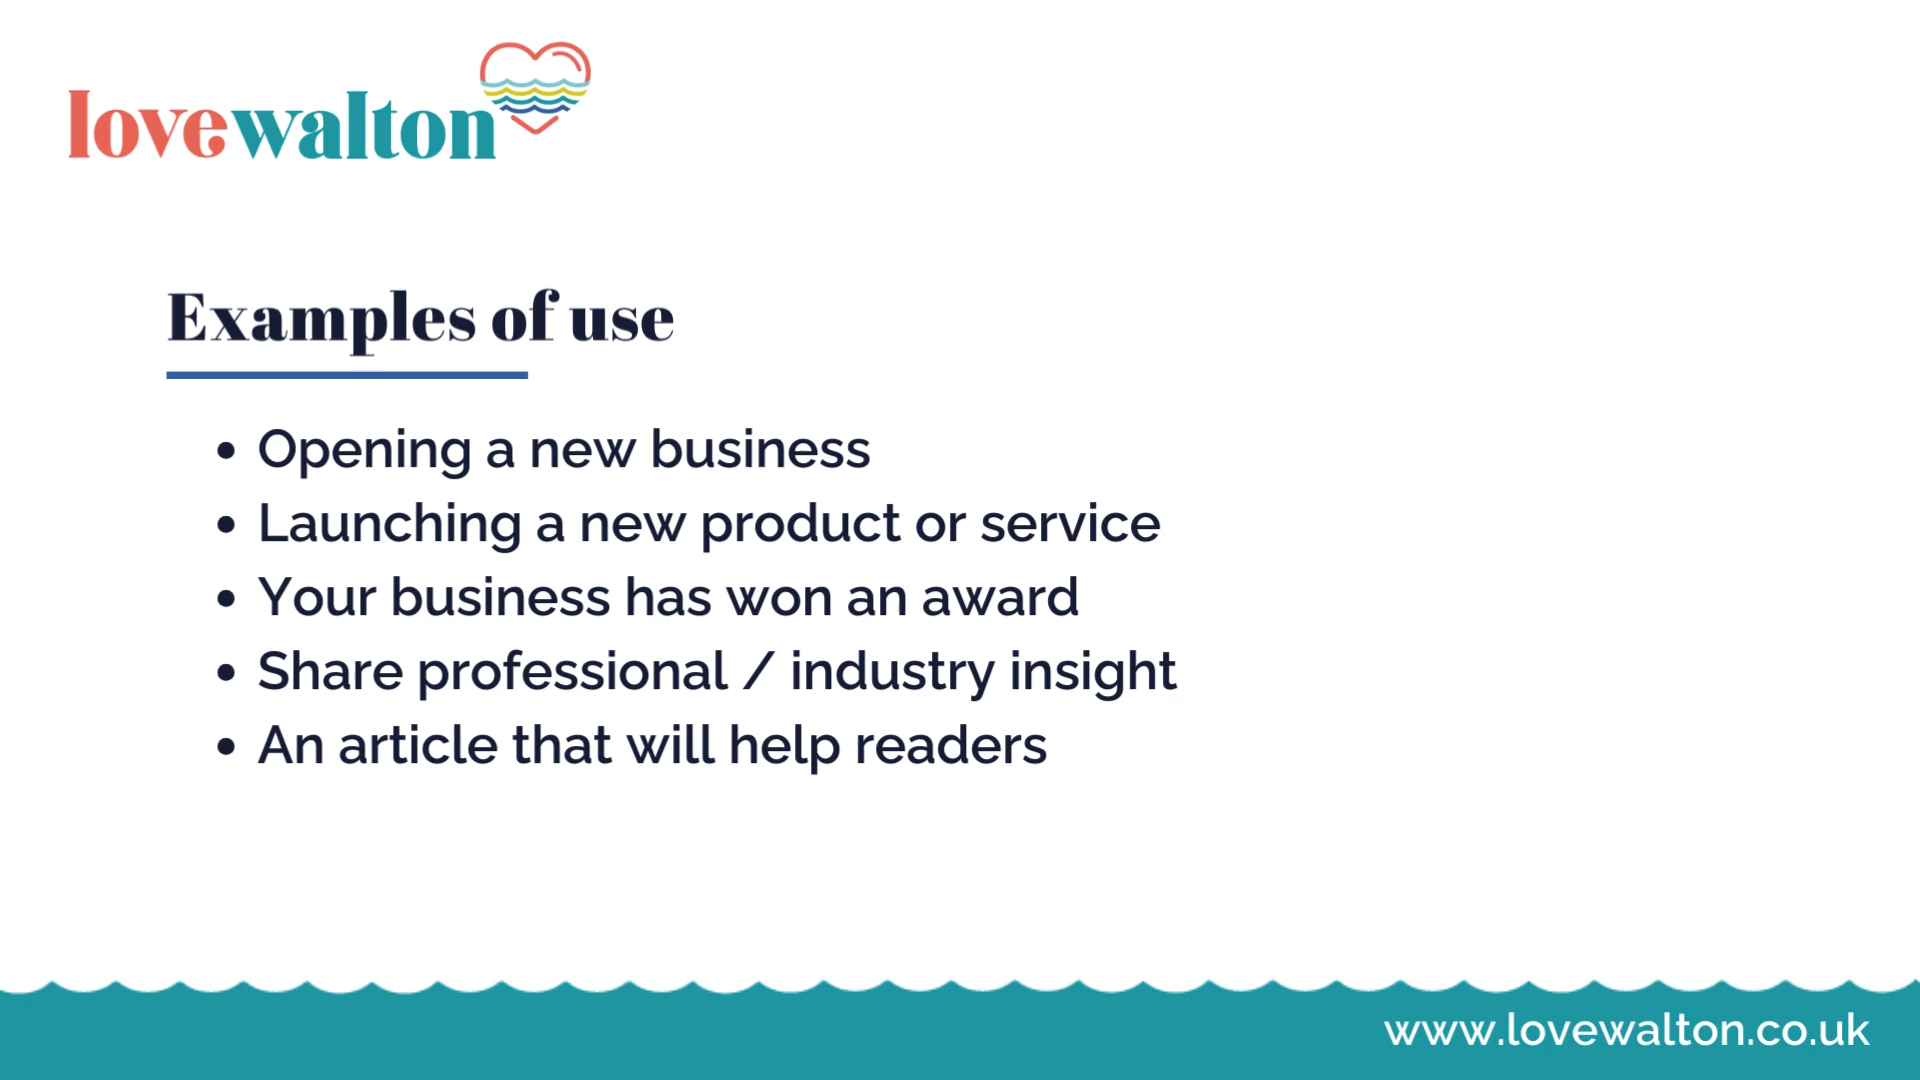 lovewalton
Examples of use
• Opening a new business
• Launching a new product or service
• Your business has won an award
• Share professional / industry insight
• An article that will help readers
www.lovewalton.co.uk